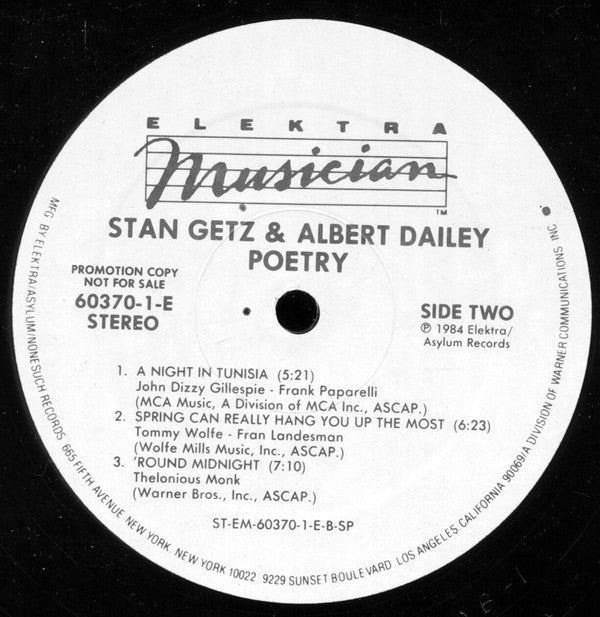 ELEKTRA
Musician
TM
STAN GETZ & ALBERT DAILEY
POETRY
PROMOTION COPY
NOT FOR SALE
60370-1-E
STEREO
SIDE TWO
℗ 1984 Elektra/
Asylum Records
1. A NIGHT IN TUNISIA (5:21)
John Dizzy Gillespie - Frank Paparelli
(MCA Music, A Division of MCA Inc., ASCAP.)
2. SPRING CAN REALLY HANG YOU UP THE MOST (6:23)
Tommy Wolfe - Fran Landesman
(Wolfe Mills Music, Inc., ASCAP.)
3. 'ROUND MIDNIGHT (7:10)
Thelonious Monk
(Warner Bros., Inc., ASCAP.)
ST-EM-60370-1-E-B-SP
MFG BY ELEKTRA/ASYLUM/NONESUCH RECORDS 665 FIFTH AVENUE NEW YORK, NEW YORK 10022 9229 SUNSET BOULEVARD LOS ANGELES, CALIFORNIA 90069/A DIVISION OF WARNER COMMUNICATIONS INC